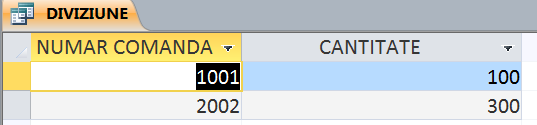 DIVIZIUNE
NUMAR COMANDA CANTITATE
1001 100
2002 300